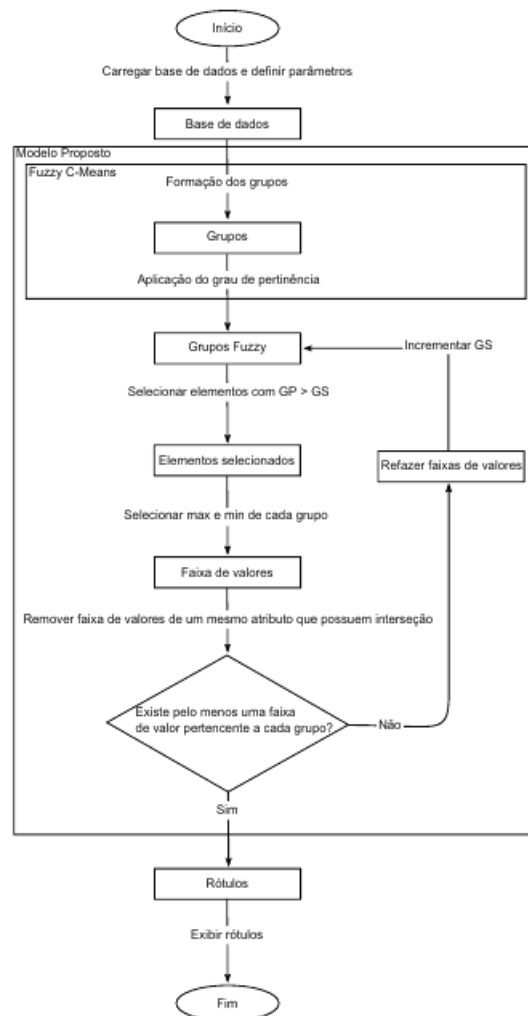 Início
Carregar base de dados e definir parâmetros
Base de dados
Modelo Proposto
Fuzzy C-Means
Formação dos grupos
Grupos
Aplicação do grau de pertinência
Grupos Fuzzy
Incrementar GS
Selecionar elementos com GP > GS
Elementos selecionados
Refazer faixas de valores
Selecionar max e min de cada grupo
Faixa de valores
Remover faixa de valores de um mesmo atributo que possuem interseção
Existe pelo menos uma faixa
de valor pertencente a cada grupo?
Não
Sim
Rótulos
Exibir rótulos
Fim